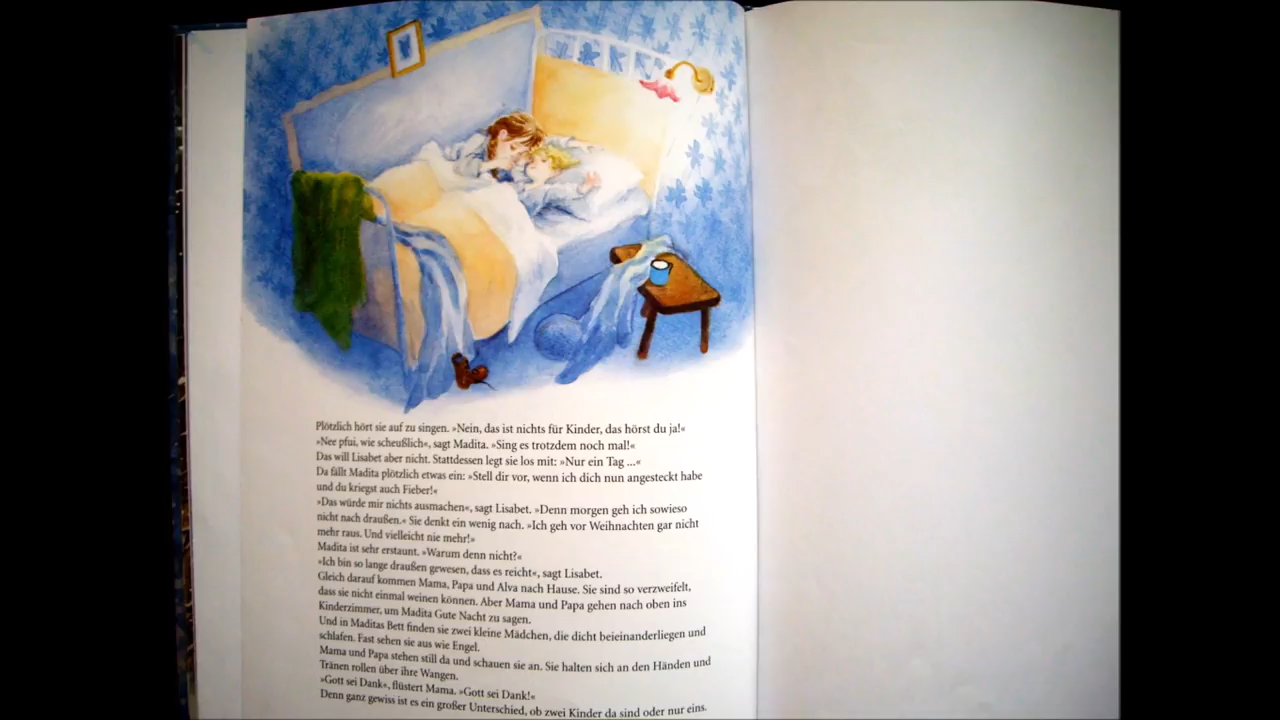 Plötzlich hört sie auf zu singen. »Nein, das ist nichts für Kinder, das hörst du ja!«
»Nee pfui, wie scheußlich«, sagt Madita. »Sing es trotzdem noch mal!«
Das will Lisabet aber nicht. Stattdessen legt sie los mit: »Nur ein Tag ...«
Da fällt Madita plötzlich etwas ein: »Stell dir vor, wenn ich dich nun angesteckt habe
und du kriegst auch Fieber!«
»Das würde mir nichts ausmachen«, sagt Lisabet. »Denn morgen geh ich sowieso
nicht nach draußen.« Sie denkt ein wenig nach. »Ich geh vor Weihnachten gar nicht
mehr raus. Und vielleicht nie mehr!»
Madita ist sehr erstaunt. »Warum denn nicht?«
»Ich bin so lange draußen gewesen, dass es reicht«, sagt Lisabet.
Gleich darauf kommen Mama, Papa und Alva nach Hause. Sie sind so verzweifelt,
dass sie nicht einmal weinen können. Aber Mama und Papa gehen nach oben ins
Kinderzimmer, um Madita Gute Nacht zu sagen.
Und in Maditas Bett finden sie zwei kleine Mädchen, die dicht beieinanderliegen und
schlafen. Fast sehen sie aus wie Engel.
Mama und Papa stehen still da und schauen sie an. Sie halten sich an den Händen und
Tränen rollen über ihre Wangen.
»Gott sei Dank«, flüstert Mama. »Gott sei Dank!«
Denn ganz gewiss ist es ein großer Unterschied, ob zwei Kinder da sind oder nur eins.